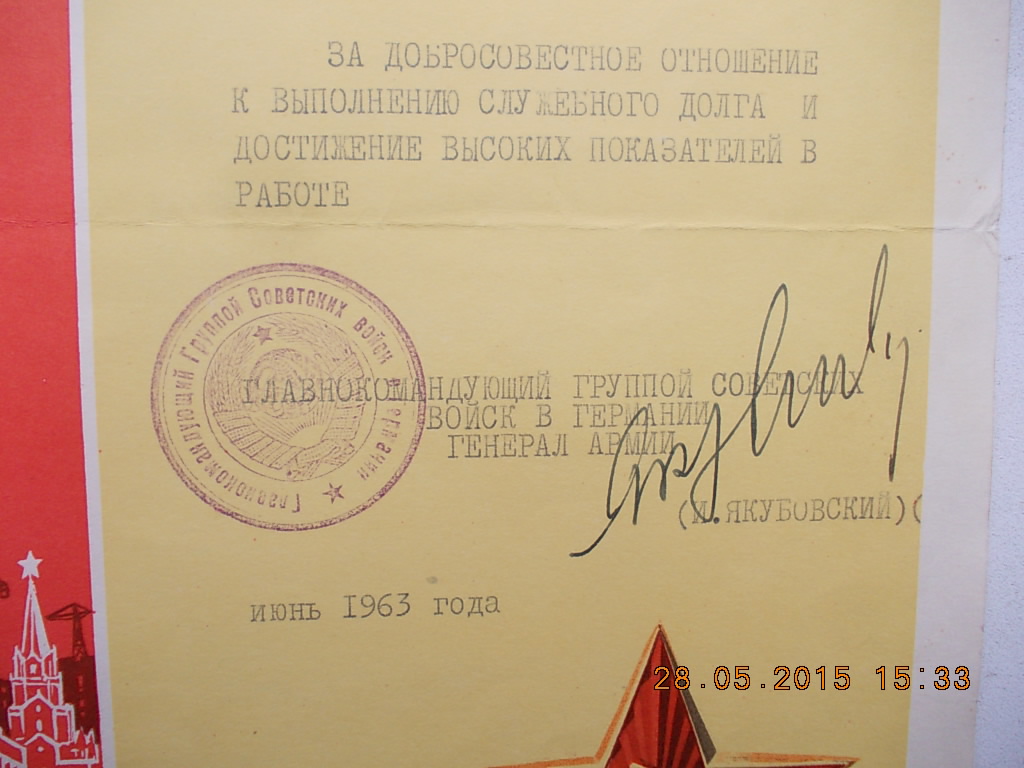 ЗА ДОБРОСОВЕСТНОЕ ОТНОШЕНИЕ
К ВЫПОЛНЕНИЮ СЛУЖЕБНОГО ДОЛГА И
ДОСТИЖЕНИЕ ВЫСОКИХ ПОКАЗАТЕЛЕЙ В
РАБОТЕ
Главнокомандующий Группой Советских войск в Германии
ГЛАВНОКОМАНДУЮЩИЙ ГРУППОЙ СОВЕТСКИХ
ВОЙСК В ГЕРМАНИИ
ГЕНЕРАЛ АРМИИ
(И.ЯКУБОВСКИЙ)(
июнь 1963 года
28.05.2015 15:33